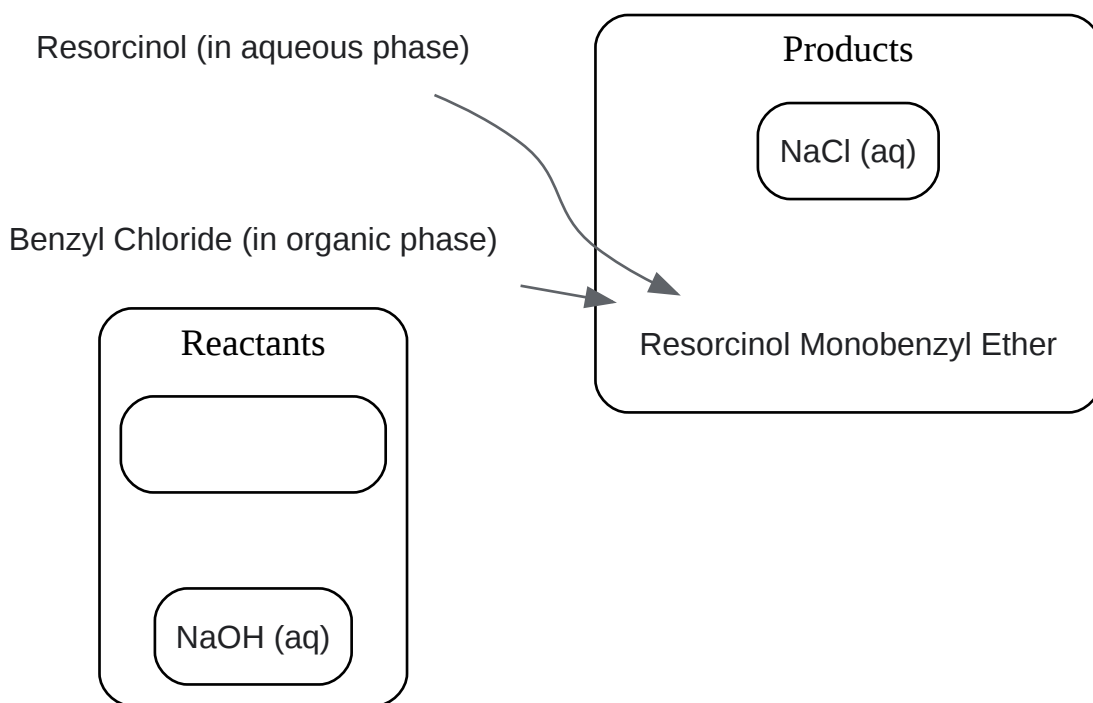 Resorcinol (in aqueous phase)
Products
NaCl (aq)
Benzyl Chloride (in organic phase)
Reactants
Resorcinol Monobenzyl Ether
NaOH (aq)